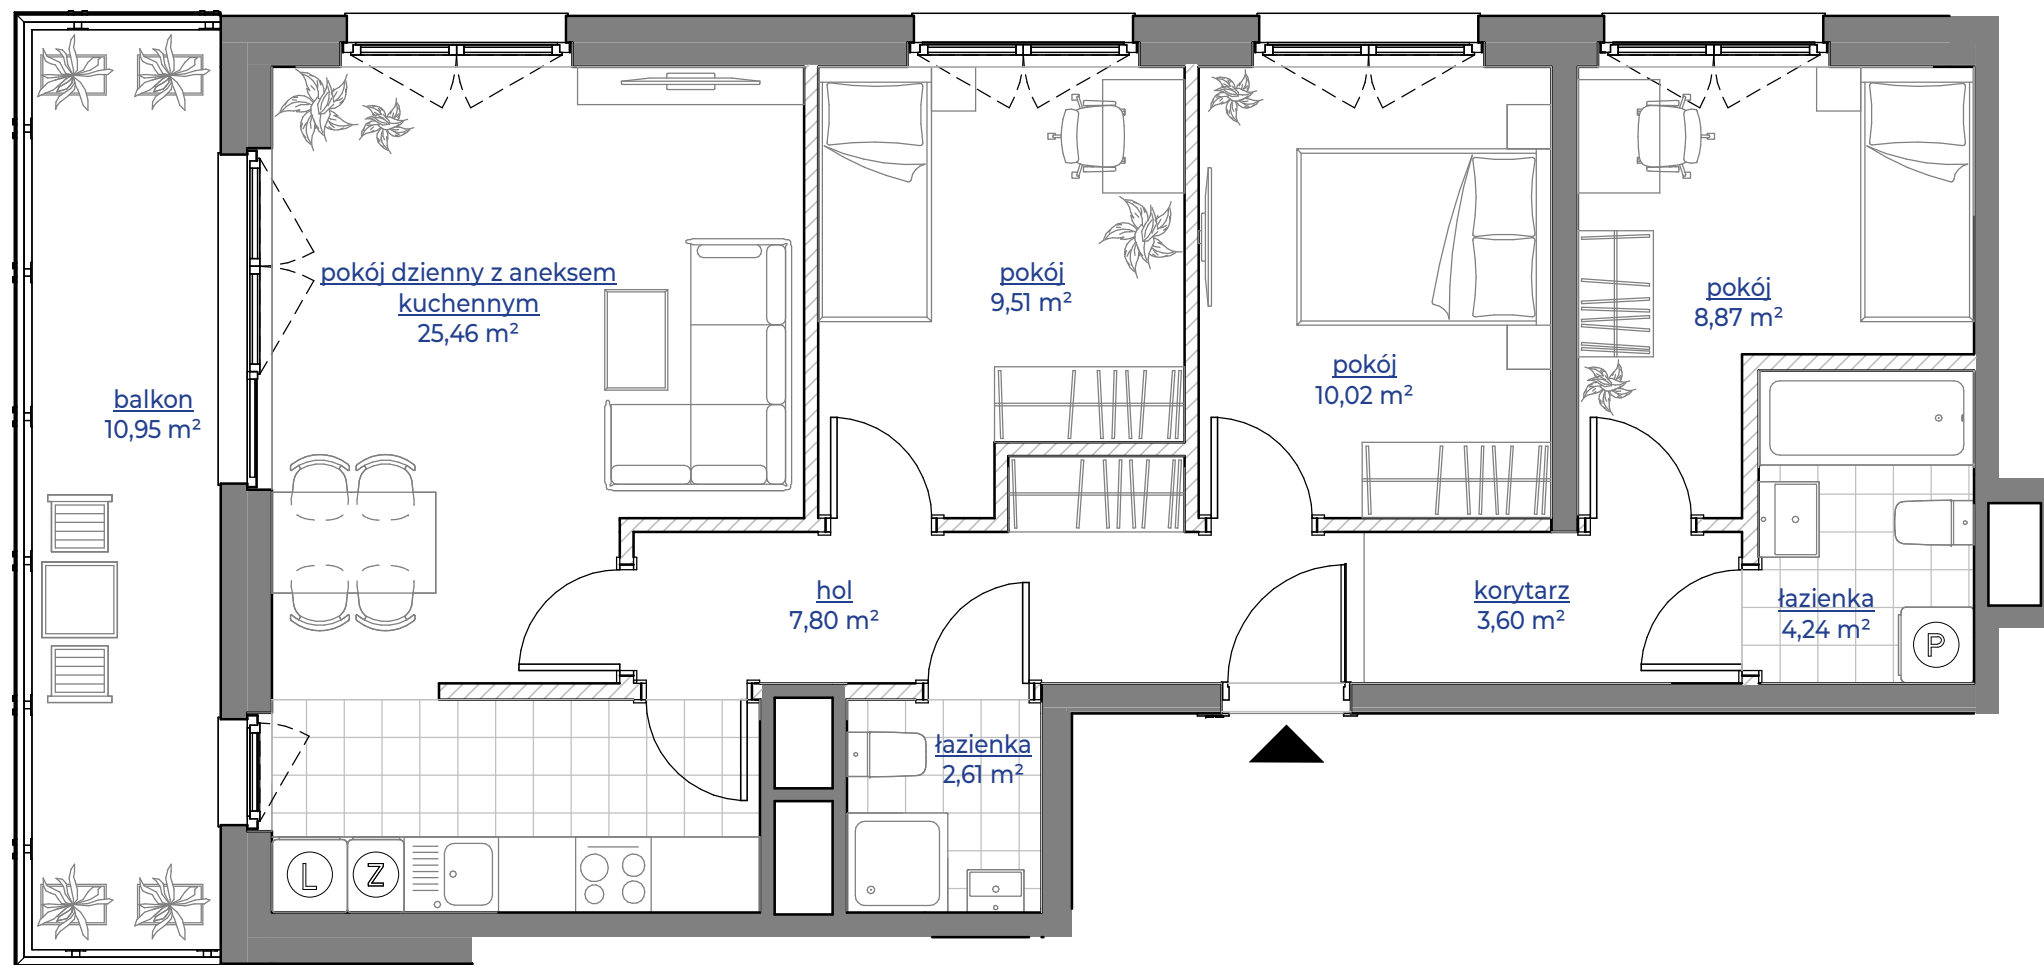 balkon
10,95 m²
pokój dzienny z aneksem
kuchennym
25,46 m²
pokój
9,51 m²
pokój
10,02 m²
pokój
8,87 m²
hol
7,80 m²
korytarz
3,60 m²
łazienka
4,24 m²
P
łazienka
2,61 m²
L
Z